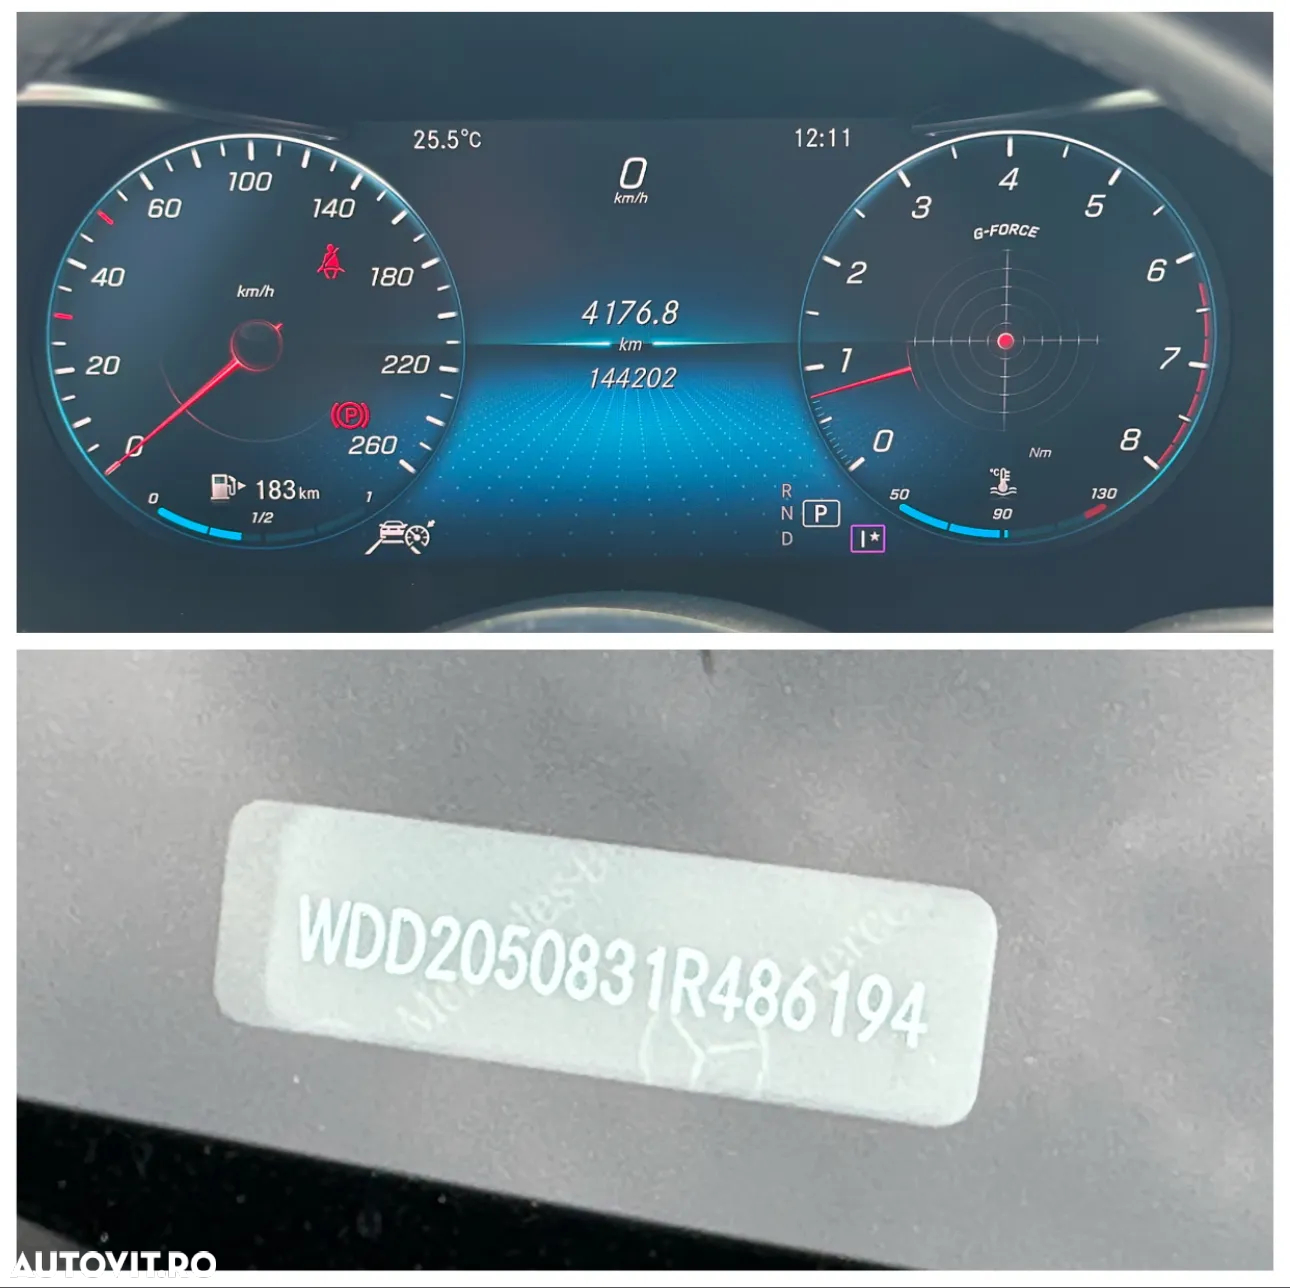 25.5°C
12:11
0
km/h
4176.8
km
144202
0
20
40
60
100
140
180
220
260
km/h
183km
0
1/2
1
0
1
2
3
4
5
6
7
8
G-FORCE
Nm
°C
50
90
130
R
N
D
P
I*
P
WDD2050831R486194
AUTOVIT.RO